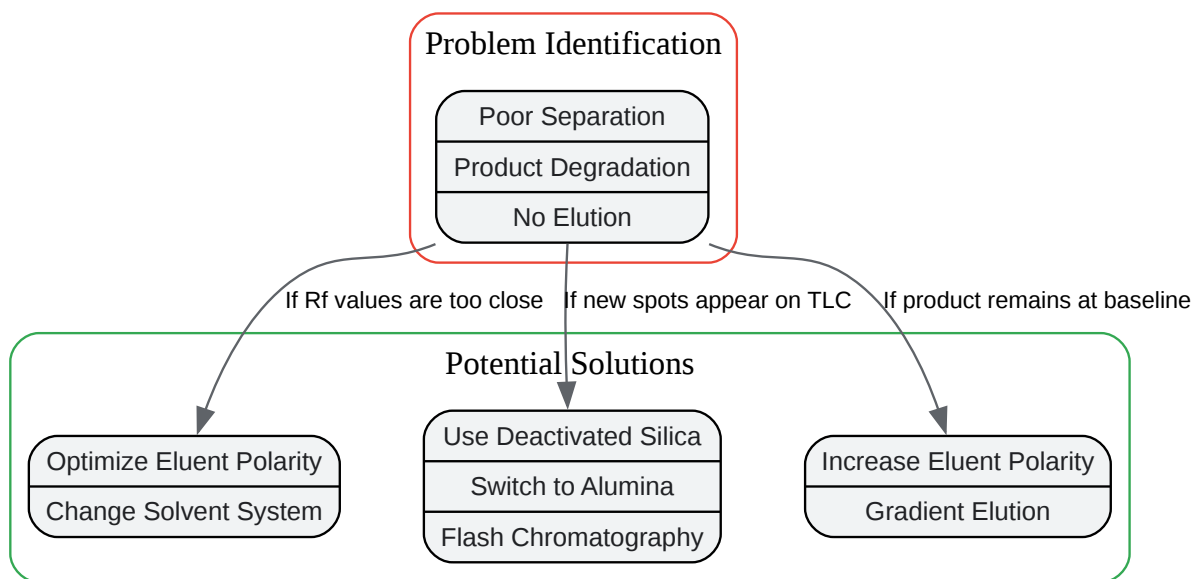 Problem Identification
Poor Separation
Product Degradation
No Elution
If Rf values are too close
If new spots appear on TLC
If product remains at baseline
Potential Solutions
Optimize Eluent Polarity
Change Solvent System
Use Deactivated Silica
Switch to Alumina
Flash Chromatography
Increase Eluent Polarity
Gradient Elution